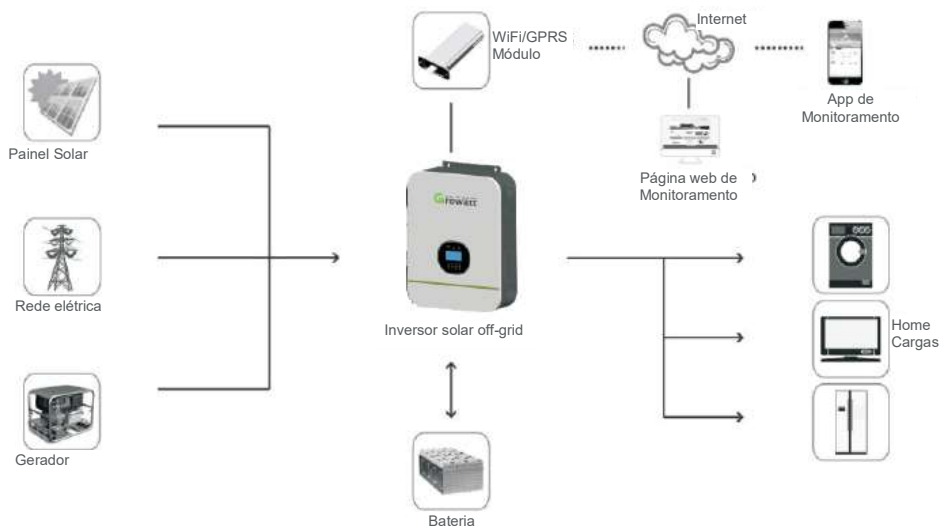 WiFi/GPRS
Módulo
Internet
App de
Monitoramento
Página web de
Monitoramento
Painel Solar
Growatt
Rede elétrica
Inversor solar off-grid
Home
Cargas
Gerador
Bateria